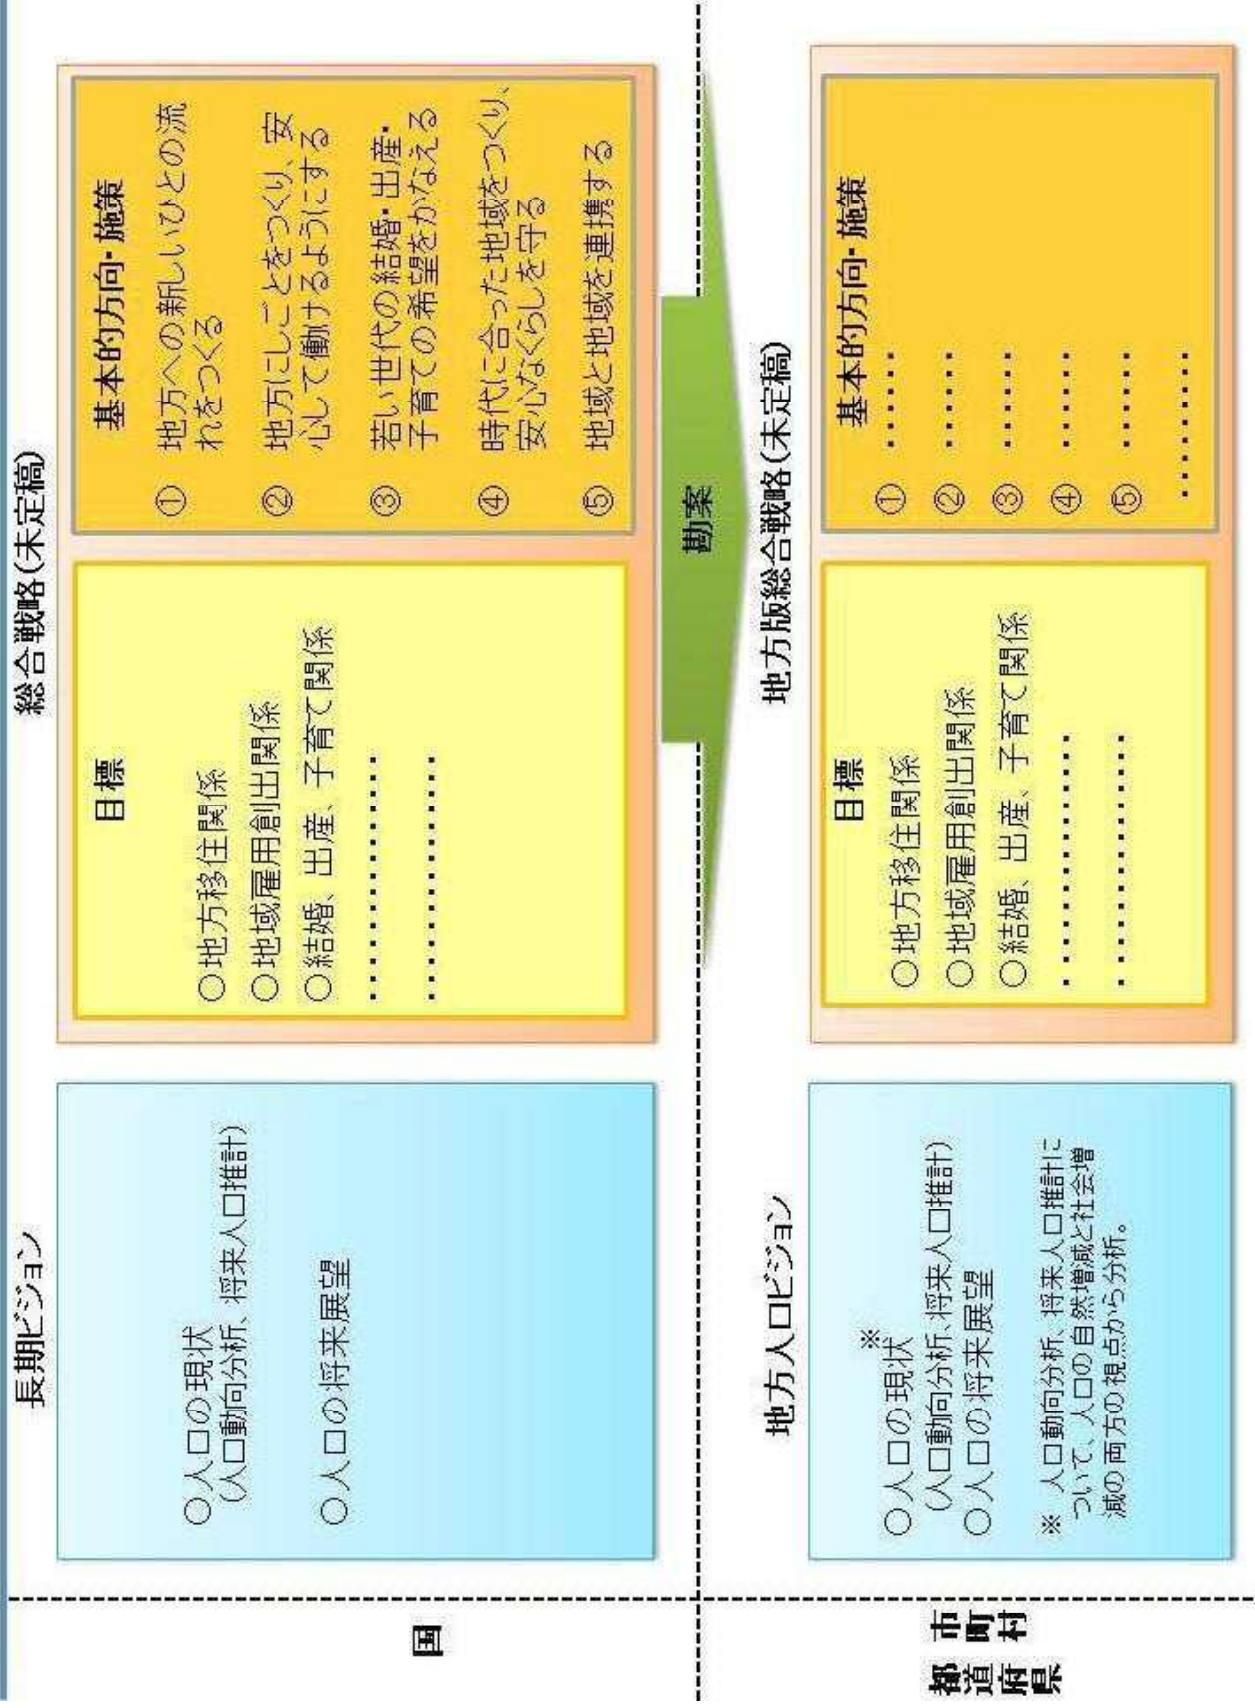 長期ビジョン
総合戦略(未定稿)
国
○人口の現状
(人口動向分析、将来人口推計)
○人口の将来展望
目標
○地方移住関係
○地域雇用創出関係
○結婚、出産、子育て関係
・・・・・・・・・・・・・・・
・・・・・・・・・・・・・・・
基本的方向・施策
① 地方への新しいひとの流
れをつくる
② 地方にしごとをつくり、安
心して働けるようにする
③ 若い世代の結婚・出産・
子育ての希望をかなえる
④ 時代に合った地域をつくり、
安心なくらしを守る
⑤ 地域と地域を連携する
勘案
地方人口ビジョン
地方版総合戦略(未定稿)
都道府県
市町村
○人口の現状※
(人口動向分析、将来人口推計)
○人口の将来展望
※ 人口動向分析、将来人口推計に
ついて、人口の自然増減と社会増
減の両方の視点から分析。
目標
○地方移住関係
○地域雇用創出関係
○結婚、出産、子育て関係
・・・・・・・・・・・・・・・
・・・・・・・・・・・・・・・
基本的方向・施策
① ・・・・・・
② ・・・・・・
③ ・・・・・・
④ ・・・・・・
⑤ ・・・・・・
・・・・・・・・・